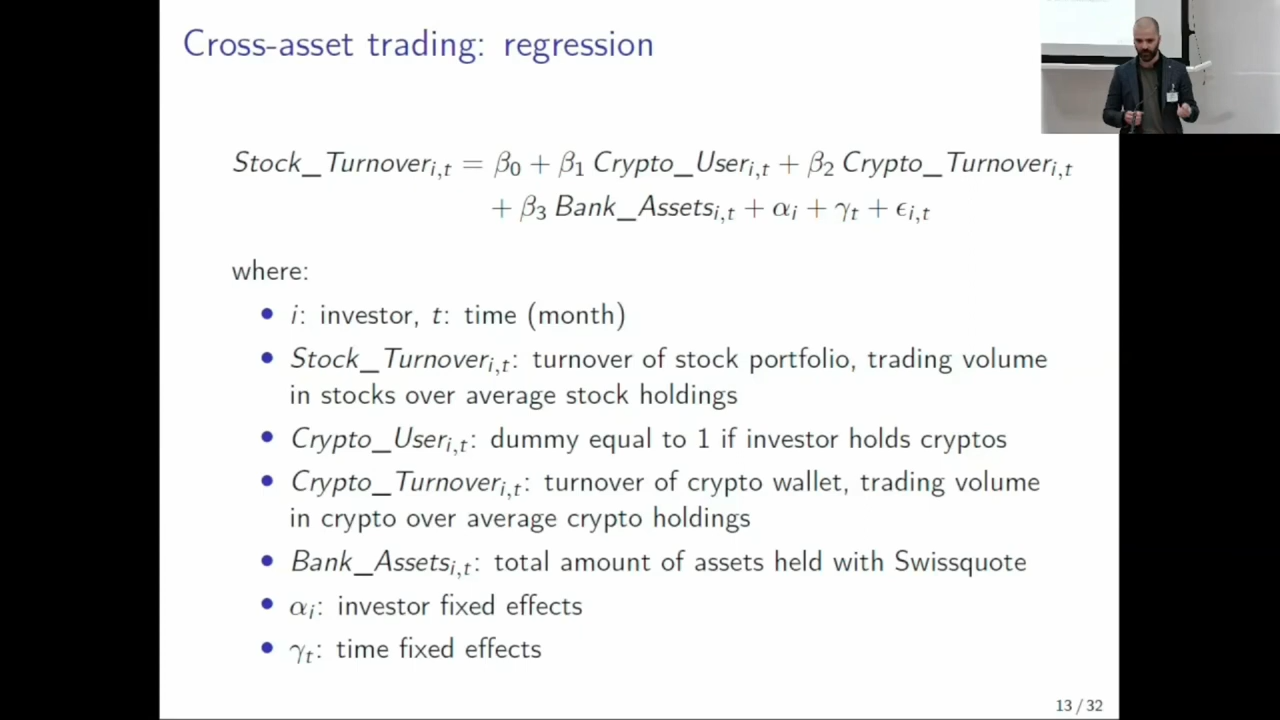 Cross-asset trading: regression
Stock_Turnover_{i,t} = β_0 + β_1 Crypto_User_{i,t} + β_2 Crypto_Turnover_{i,t}
+ β_3 Bank_Assets_{i,t} + α_i + γ_t + ϵ_{i,t}
where:
• i: investor, t: time (month)
• Stock_Turnover_{i,t}: turnover of stock portfolio, trading volume
in stocks over average stock holdings
• Crypto_User_{i,t}: dummy equal to 1 if investor holds cryptos
• Crypto_Turnover_{i,t}: turnover of crypto wallet, trading volume
in crypto over average crypto holdings
• Bank_Assets_{i,t}: total amount of assets held with Swissquote
• α_i: investor fixed effects
• γ_t: time fixed effects
13 / 32